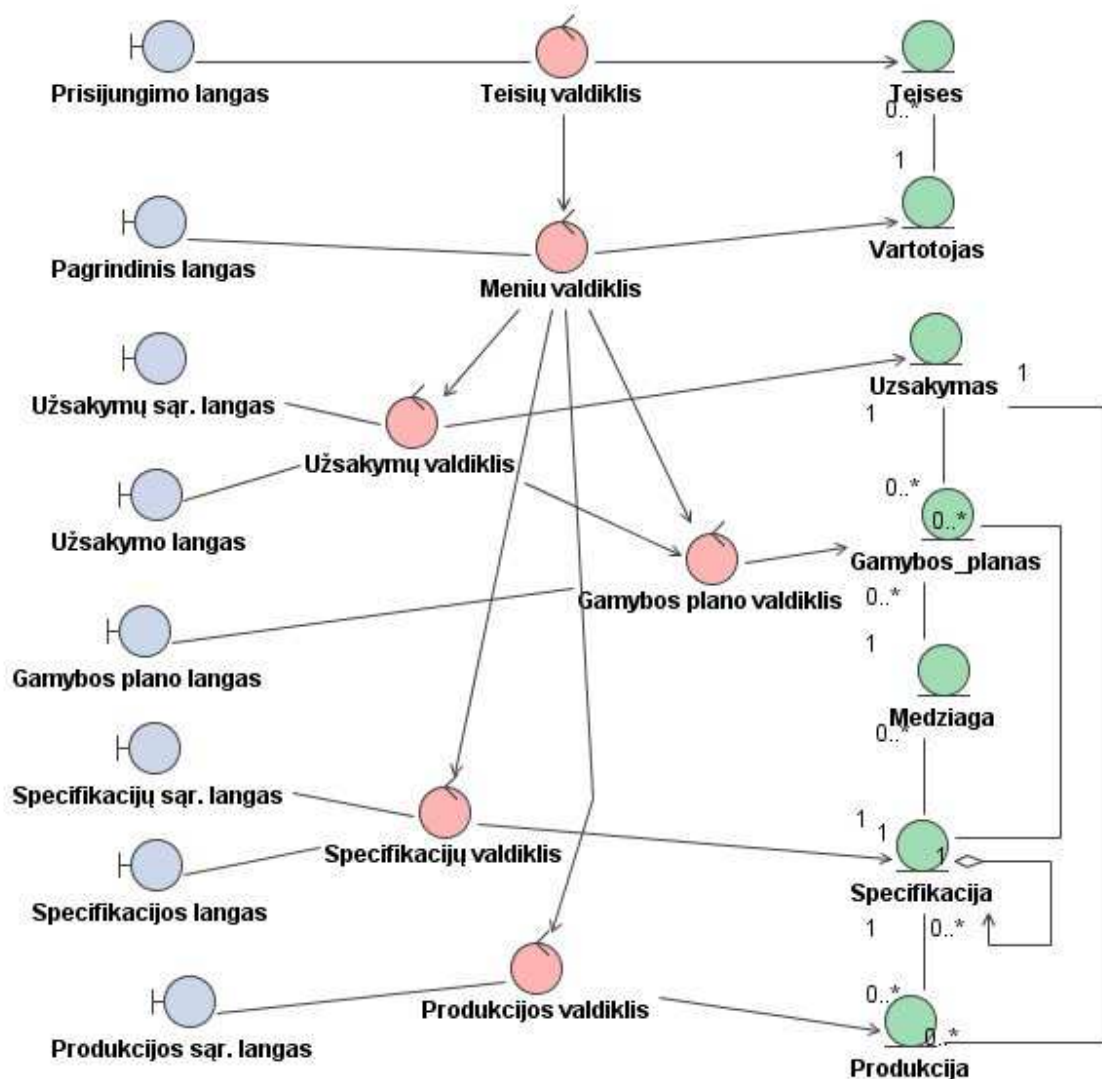 Prisijungimo langas
Teisių valdiklis
Teises
0..*
1
Pagrindinis langas
Meniu valdiklis
Vartotojas
Užsakymų sąr. langas
Uzsakymas
1
1
Užsakymų valdiklis
0..*
0..*
Užsakymo langas
Gamybos_planas
Gamybos plano valdiklis
0..*
1
Gamybos plano langas
Medziaga
0..*
Specifikacijų sąr. langas
1
1
1
Specifikacijų valdiklis
Specifikacija
Specifikacijos langas
1
0..*
0..*
Produkcijos valdiklis
0..*
Produkcijos sąr. langas
Produkcija